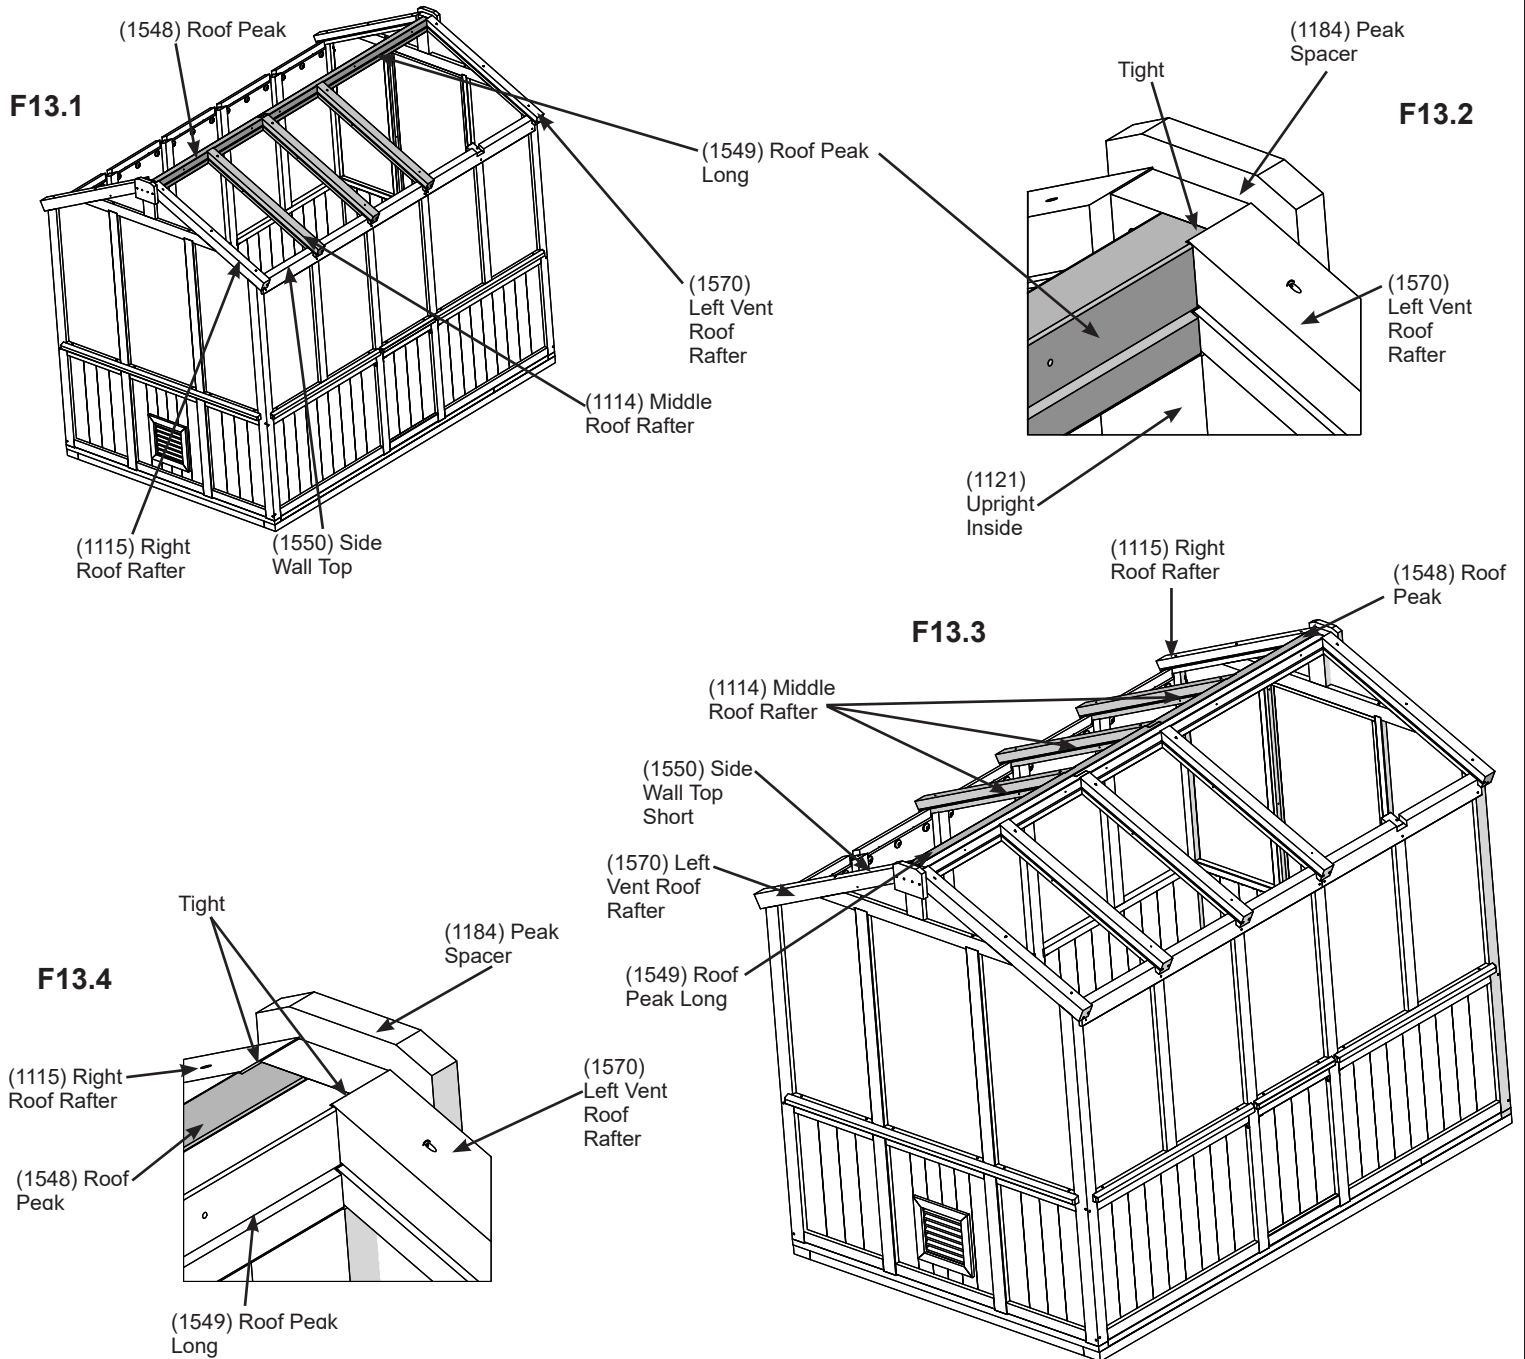 F13.1
(1548) Roof Peak
(1549) Roof Peak
Long
(1570)
Left Vent
Roof
Rafter
(1114) Middle
Roof Rafter
(1115) Right
Roof Rafter
(1550) Side
Wall Top
F13.2
(1184) Peak
Spacer
Tight
(1570)
Left Vent
Roof
Rafter
(1121)
Upright
Inside
F13.3
(1115) Right
Roof Rafter
(1548) Roof
Peak
(1114) Middle
Roof Rafter
(1550) Side
Wall Top
Short
(1570) Left
Vent Roof
Rafter
(1549) Roof
Peak Long
F13.4
Tight
(1184) Peak
Spacer
(1115) Right
Roof Rafter
(1570)
Left Vent
Roof
Rafter
(1548) Roof
Peak
(1549) Roof Peak
Long